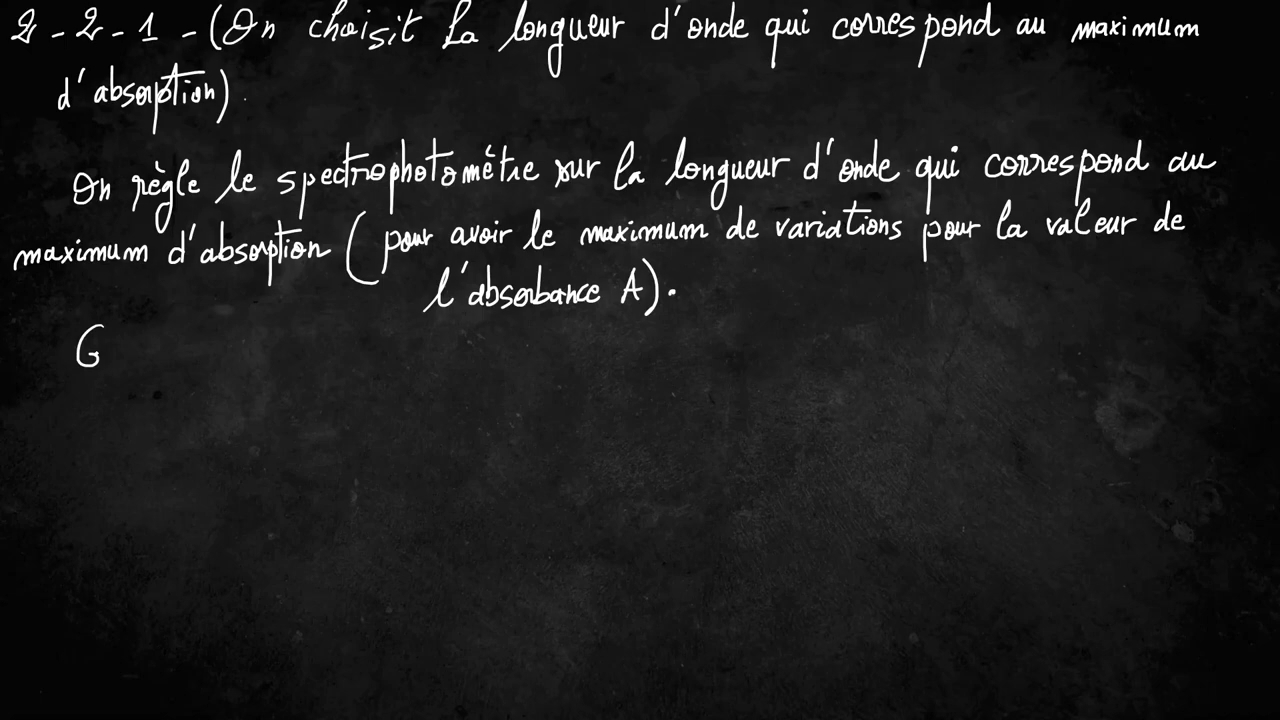 2-2-1-(On choisit la longueur d'onde qui correspond au maximum
d'absorption).
On règle le spectrophotomètre sur la longueur d'onde qui correspond au
maximum d'absorption (pour avoir le maximum de variations pour la valeur de
l'absorbance A).
G